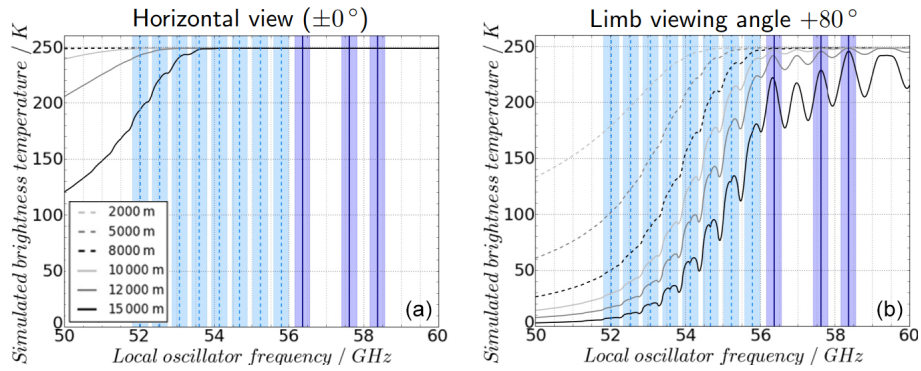 Horizontal view (±0°)
Simulated brightness temperature / K
250
200
150
100
50
0
2000 m
5000 m
8000 m
10 000 m
12 000 m
15 000 m
(a)
50 52 54 56 58 60
Local oscillator frequency / GHz
Limb viewing angle +80°
Simulated brightness temperature / K
250
200
150
100
50
0
(b)
50 52 54 56 58 60
Local oscillator frequency / GHz